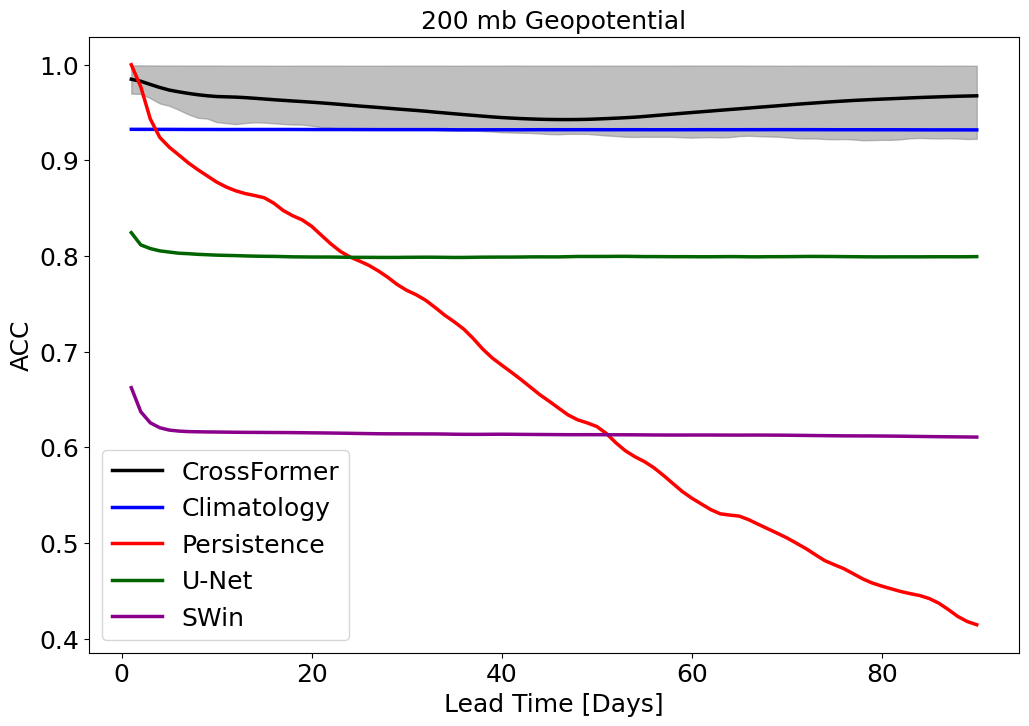 200 mb Geopotential
1.0
0.9
0.8
0.7
0.6
0.5
0.4
ACC
CrossFormer
Climatology
Persistence
U-Net
SWin
0 20 40 60 80
Lead Time [Days]